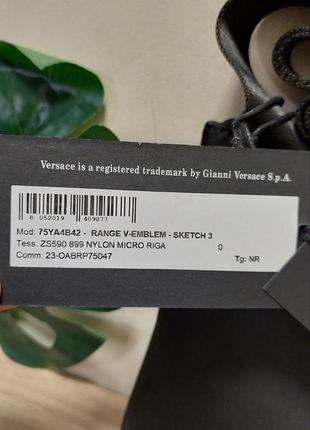 Versace is a registered trademark by Gianni Versace S.p.A.
8 052019 409277
Mod: 75YA4B42 - RANGE V-EMBLEM - SKETCH 3
Tess: ZS590 899 NYLON MICRO RIGA 0
Comm: 23-OABRP75047 Tg: NR